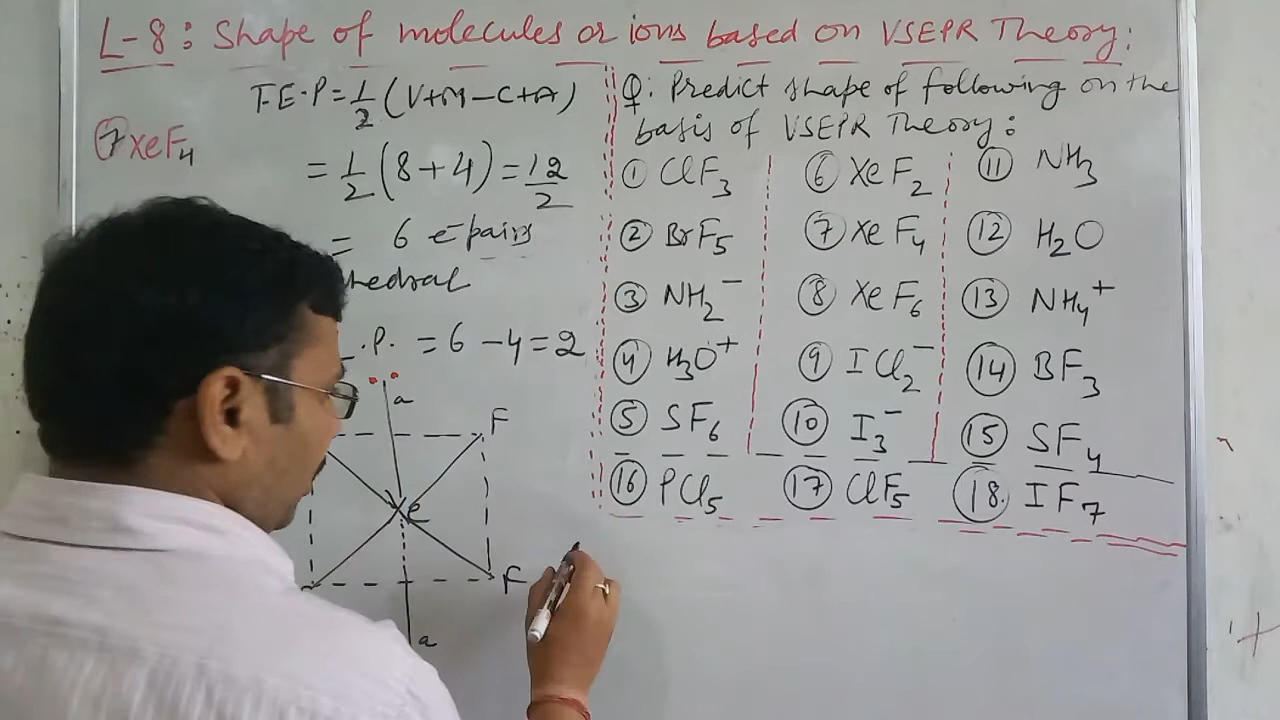 L-8: Shape of molecules or ions based on VSEPR Theory:
T.E.P = 1/2 (V+M-C+A)
⑦ XeF4
= 1/2 (8+4) = 12/2
= 6 e- pairs
hedral
.P. = 6 - 4 = 2
a
F
e
F
a
Q: Predict shape of following on the
basis of VSEPR Theory:
① ClF3 ⑥ XeF2 ⑪ NH3
② BrF5 ⑦ XeF4 ⑫ H2O
③ NH2- ⑧ XeF6 ⑬ NH4+
④ H3O+ ⑨ ICl2- ⑭ BF3
⑤ SF6 ⑩ I3- ⑮ SF4
⑯ PCl5 ⑰ ClF5 ⑱ IF7